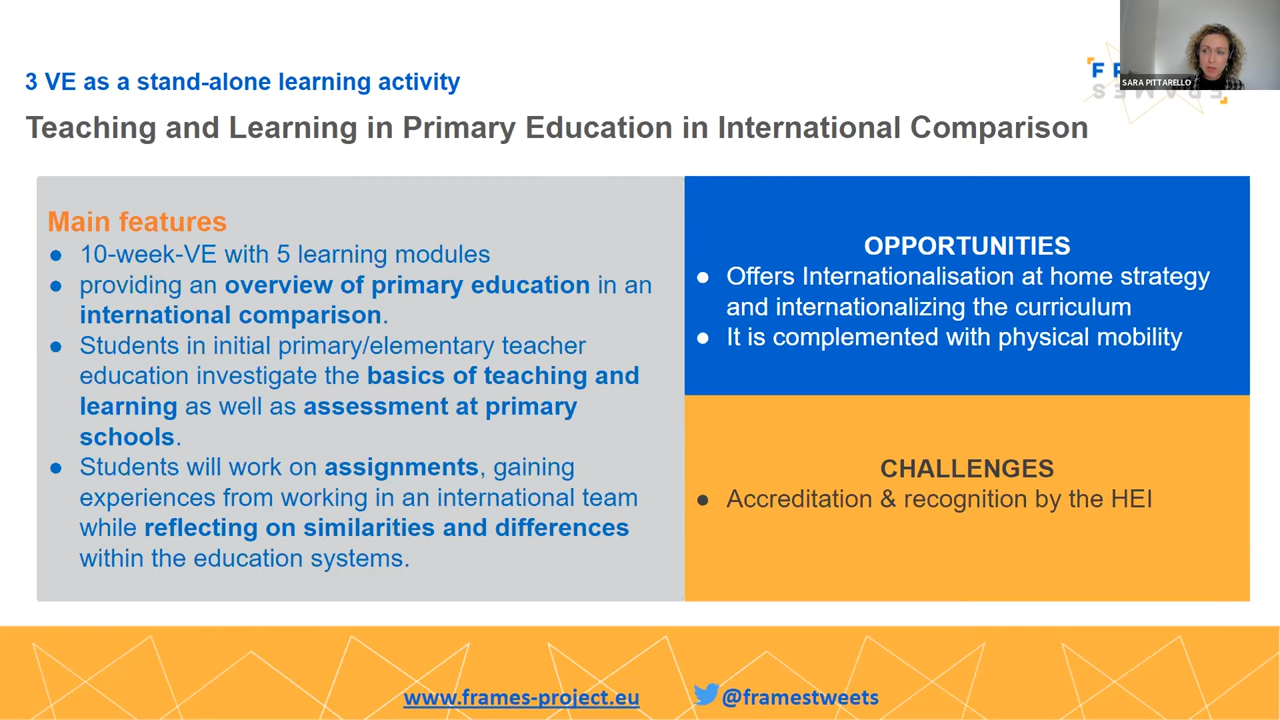 3 VE as a stand-alone learning activity
Teaching and Learning in Primary Education in International Comparison
SARA PITTARELLO
Main features
● 10-week-VE with 5 learning modules
● providing an overview of primary education in an
international comparison.
● Students in initial primary/elementary teacher
education investigate the basics of teaching and
learning as well as assessment at primary
schools.
● Students will work on assignments, gaining
experiences from working in an international team
while reflecting on similarities and differences
within the education systems.
OPPORTUNITIES
● Offers Internationalisation at home strategy
and internationalizing the curriculum
● It is complemented with physical mobility
CHALLENGES
● Accreditation & recognition by the HEI
www.frames-project.eu
@framestweets